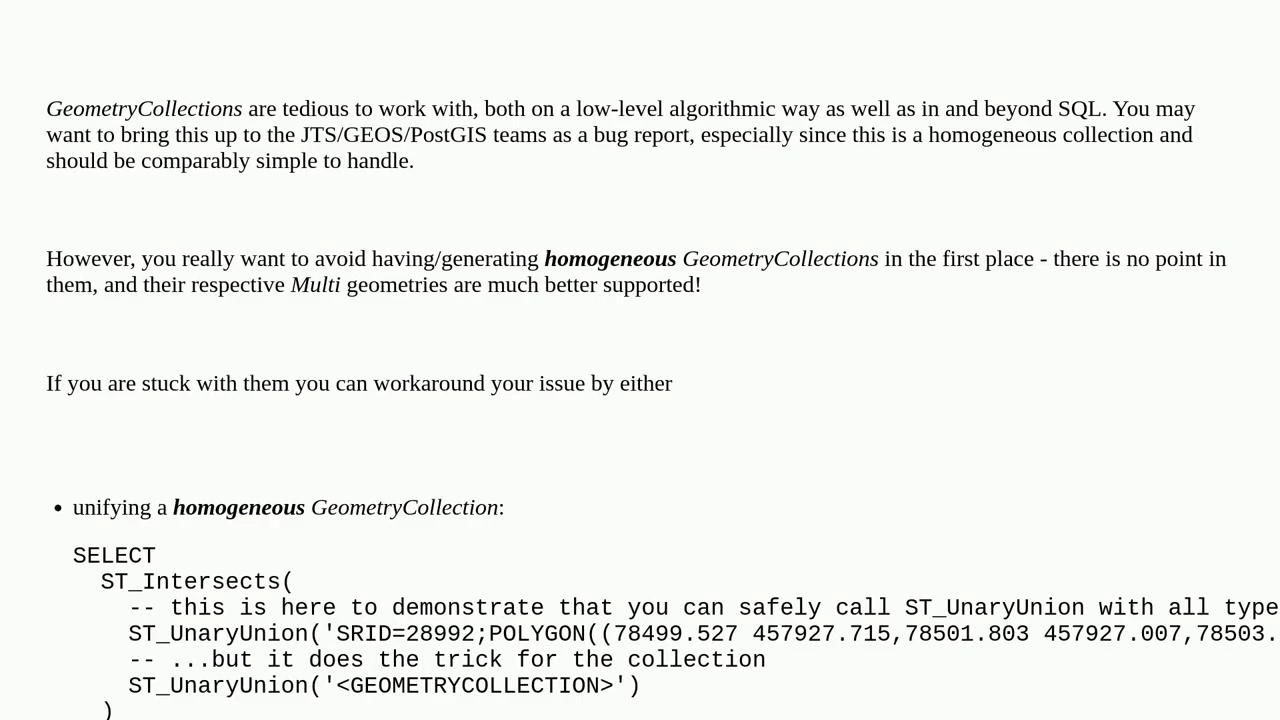 GeometryCollections are tedious to work with, both on a low-level algorithmic way as well as in and beyond SQL. You may
want to bring this up to the JTS/GEOS/PostGIS teams as a bug report, especially since this is a homogeneous collection and
should be comparably simple to handle.
However, you really want to avoid having/generating homogeneous GeometryCollections in the first place - there is no point in
them, and their respective Multi geometries are much better supported!
If you are stuck with them you can workaround your issue by either
• unifying a homogeneous GeometryCollection:
SELECT
  ST_Intersects(
    -- this is here to demonstrate that you can safely call ST_UnaryUnion with all type
    ST_UnaryUnion('SRID=28992;POLYGON((78499.527 457927.715,78501.803 457927.007,78503.
    -- ...but it does the trick for the collection
    ST_UnaryUnion('<GEOMETRYCOLLECTION>')
  )